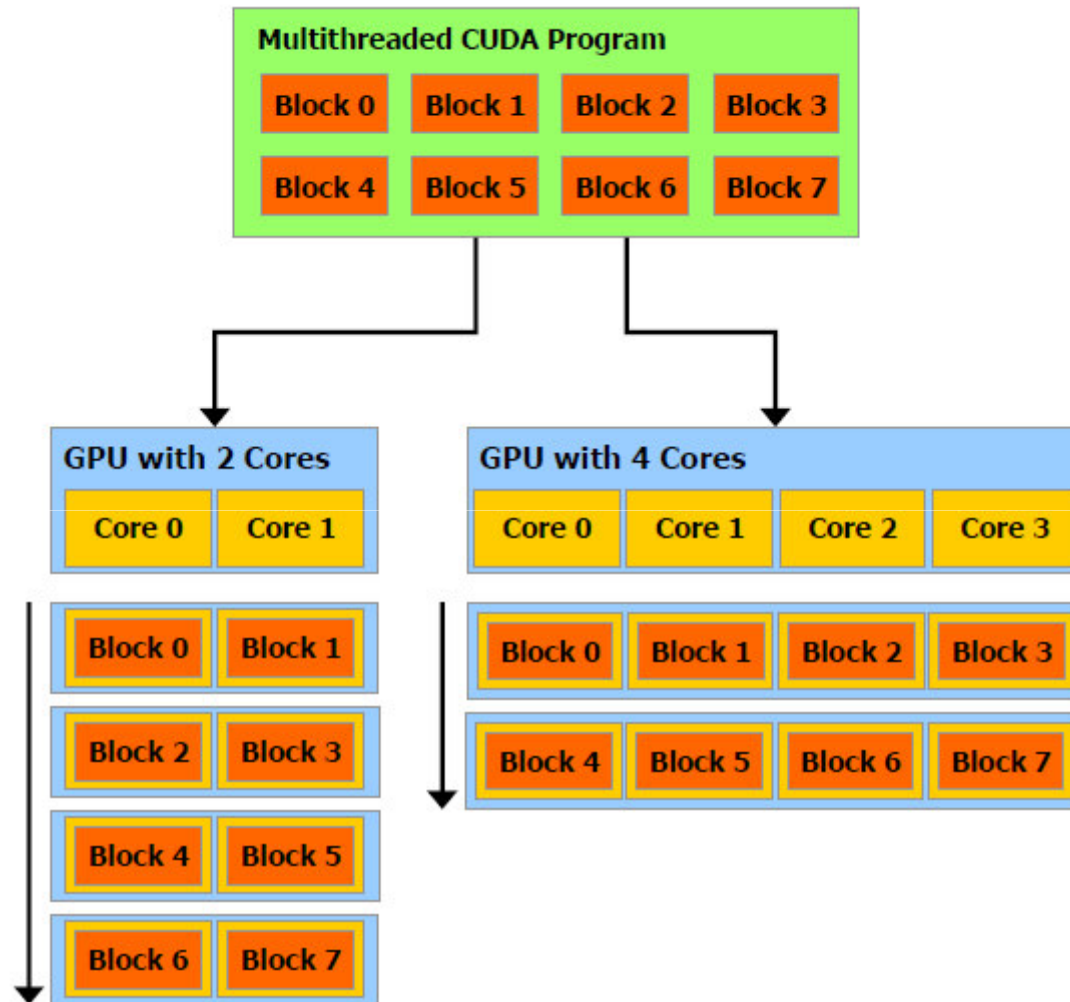 Multithreaded CUDA Program
Block 0 Block 1 Block 2 Block 3
Block 4 Block 5 Block 6 Block 7
GPU with 2 Cores
Core 0 Core 1
Block 0 Block 1
Block 2 Block 3
Block 4 Block 5
Block 6 Block 7
GPU with 4 Cores
Core 0 Core 1 Core 2 Core 3
Block 0 Block 1 Block 2 Block 3
Block 4 Block 5 Block 6 Block 7